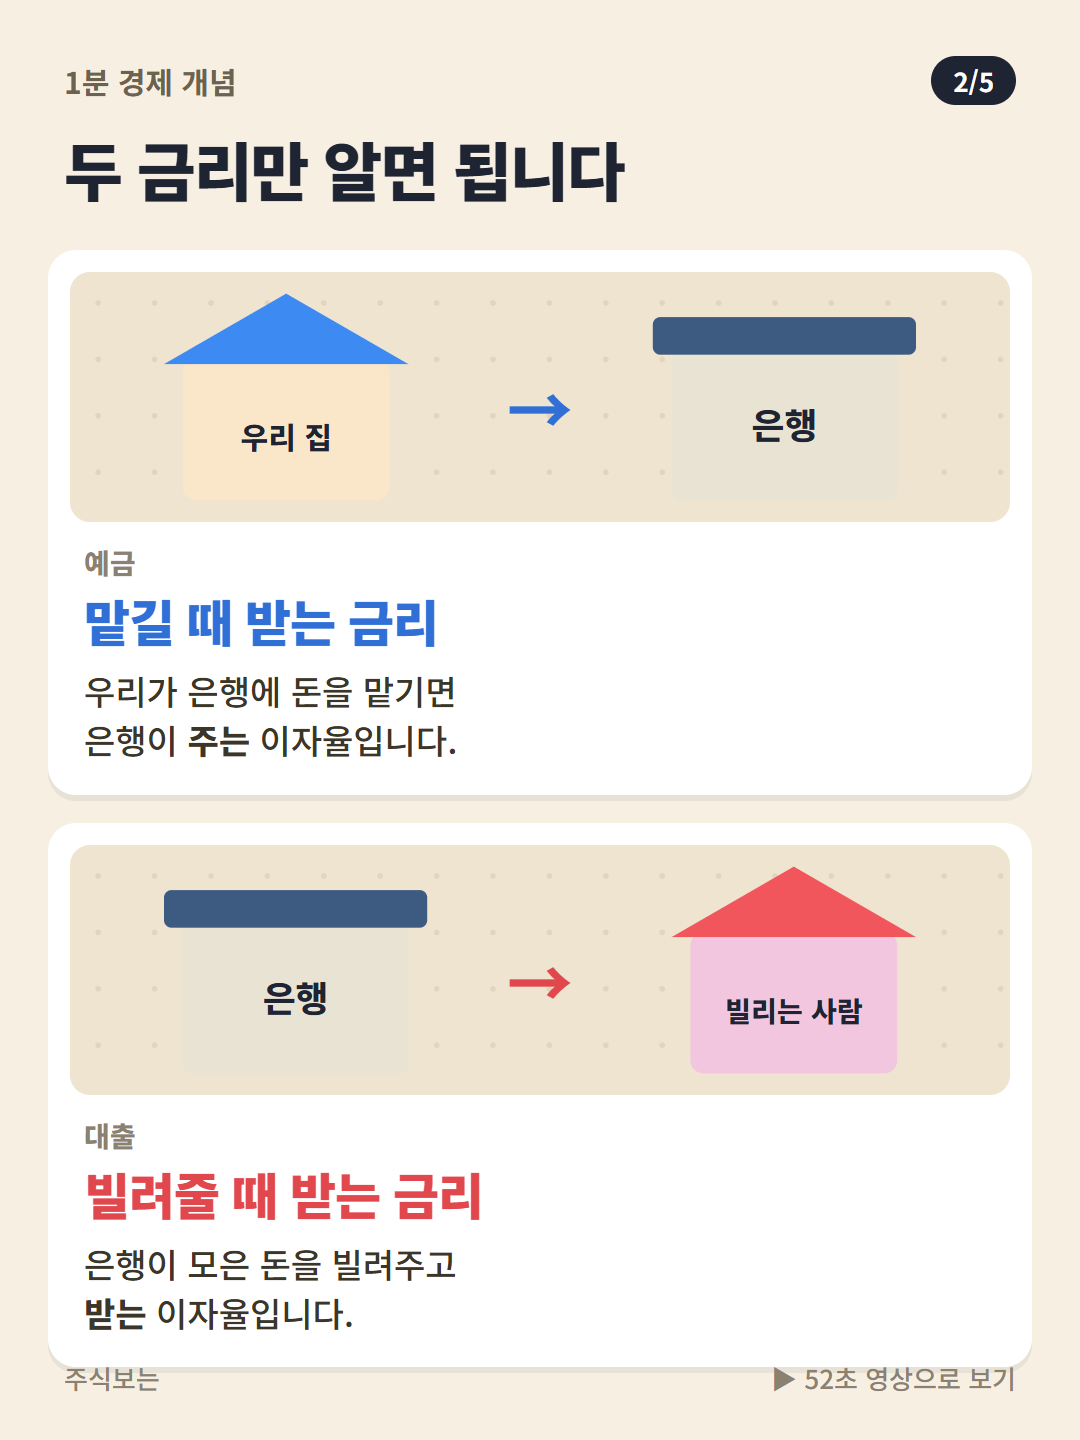 1분 경제 개념
2/5
두 금리만 알면 됩니다
우리 집
→
은행
예금
맡길 때 받는 금리
우리가 은행에 돈을 맡기면
은행이 주는 이자율입니다.
은행
→
빌리는 사람
대출
빌려줄 때 받는 금리
은행이 모은 돈을 빌려주고
받는 이자율입니다.
주식보는
▶ 52초 영상으로 보기